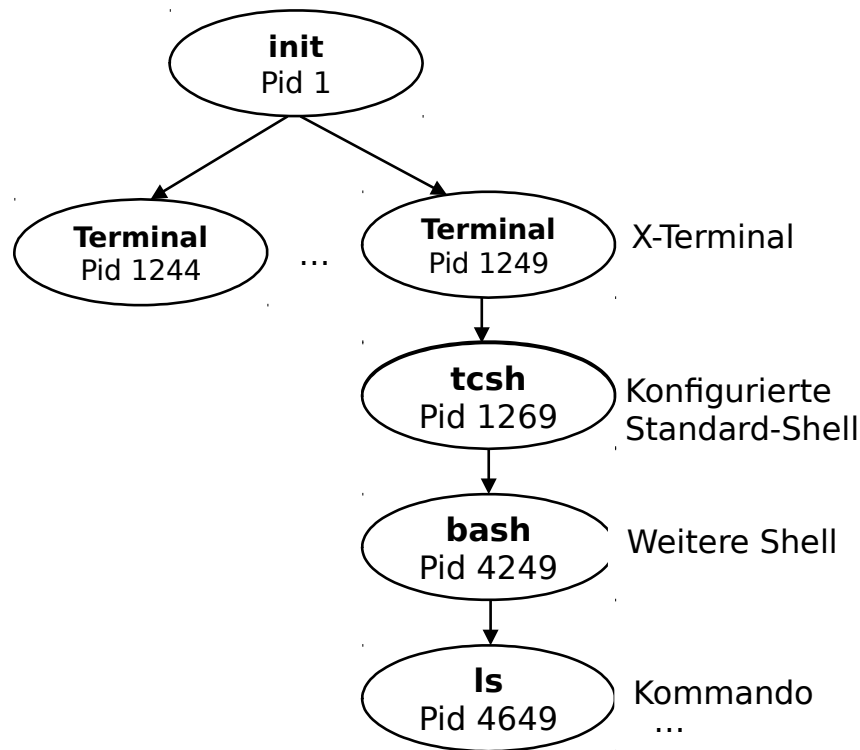 init
Pid 1
Terminal
Pid 1244
...
Terminal
Pid 1249
X-Terminal
tcsh
Pid 1269
Konfigurierte
Standard-Shell
bash
Pid 4249
Weitere Shell
ls
Pid 4649
Kommando
...